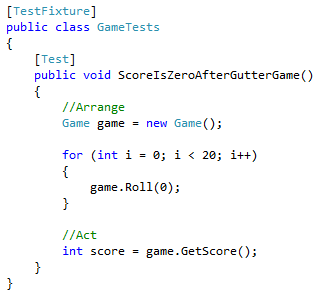 [TestFixture]
public class GameTests
{
    [Test]
    public void ScoreIsZeroAfterGutterGame()
    {
        //Arrange
        Game game = new Game();

        for (int i = 0; i < 20; i++)
        {
            game.Roll(0);
        }

        //Act
        int score = game.GetScore();
    }
}